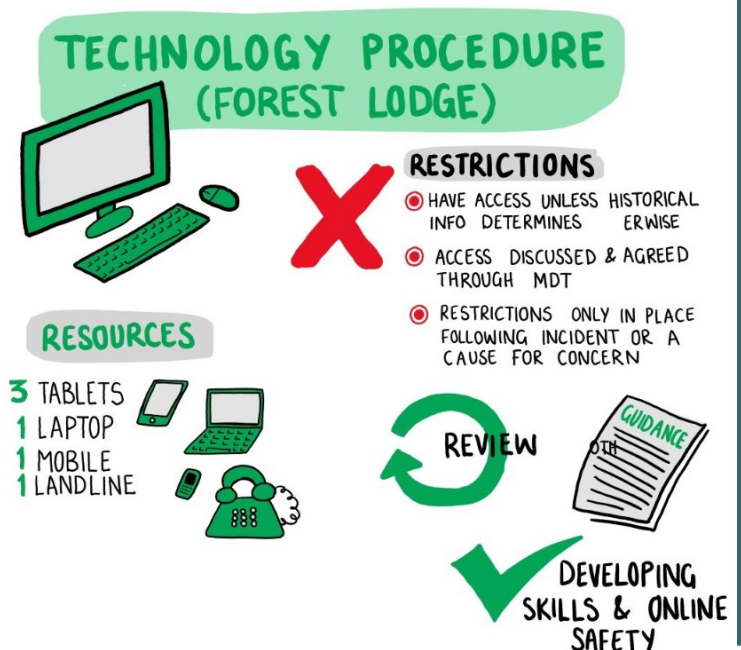 TECHNOLOGY PROCEDURE
(FOREST LODGE)
RESTRICTIONS
HAVE ACCESS UNLESS HISTORICAL
INFO DETERMINES ERWISE
ACCESS DISCUSSED & AGREED
THROUGH MDT
RESTRICTIONS ONLY IN PLACE
FOLLOWING INCIDENT OR A
CAUSE FOR CONCERN
RESOURCES
3 TABLETS
1 LAPTOP
1 MOBILE
1 LANDLINE
REVIEW
GUIDANCE
OTH
DEVELOPING
SKILLS & ONLINE
SAFETY